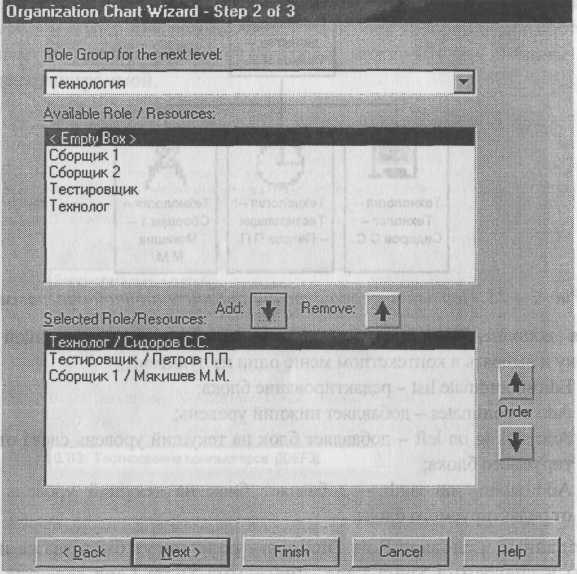 Organization Chart Wizard - Step 2 of 3
Role Group for the next level:
Технология
Available Role / Resources:
< Empty Box >
Сборщик 1
Сборщик 2
Тестировщик
Технолог
Add:
Remove:
Selected Role/Resources:
Технолог / Сидоров С.С.
Тестировщик / Петров П.П.
Сборщик 1 / Мякишев М.М.
Order
< Back
Next >
Finish
Cancel
Help